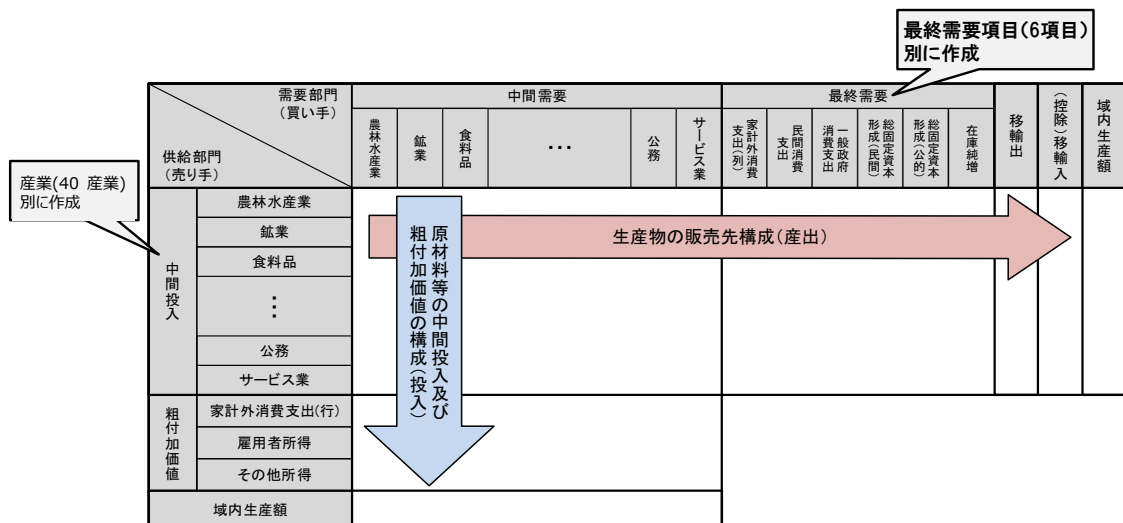 最終需要項目(6項目)
別に作成
需要部門
(買い手)
供給部門
(売り手)
中間需要
最終需要
農林水産業
鉱業
食料品
…
公務
サービス業
家計外消費
支出(列)
民間消費
支出
一般政府
消費支出
総固定資本
形成(民間)
総固定資本
形成(公的)
在庫純増
移輸出
(控除)移輸入
域内生産額
産業(40 産業)
別に作成
中間投入
農林水産業
鉱業
食料品
⋮
公務
サービス業
生産物の販売先構成(産出)
原材料等の中間投入及び
粗付加価値の構成(投入)
粗付加価値
家計外消費支出(行)
雇用者所得
その他所得
域内生産額